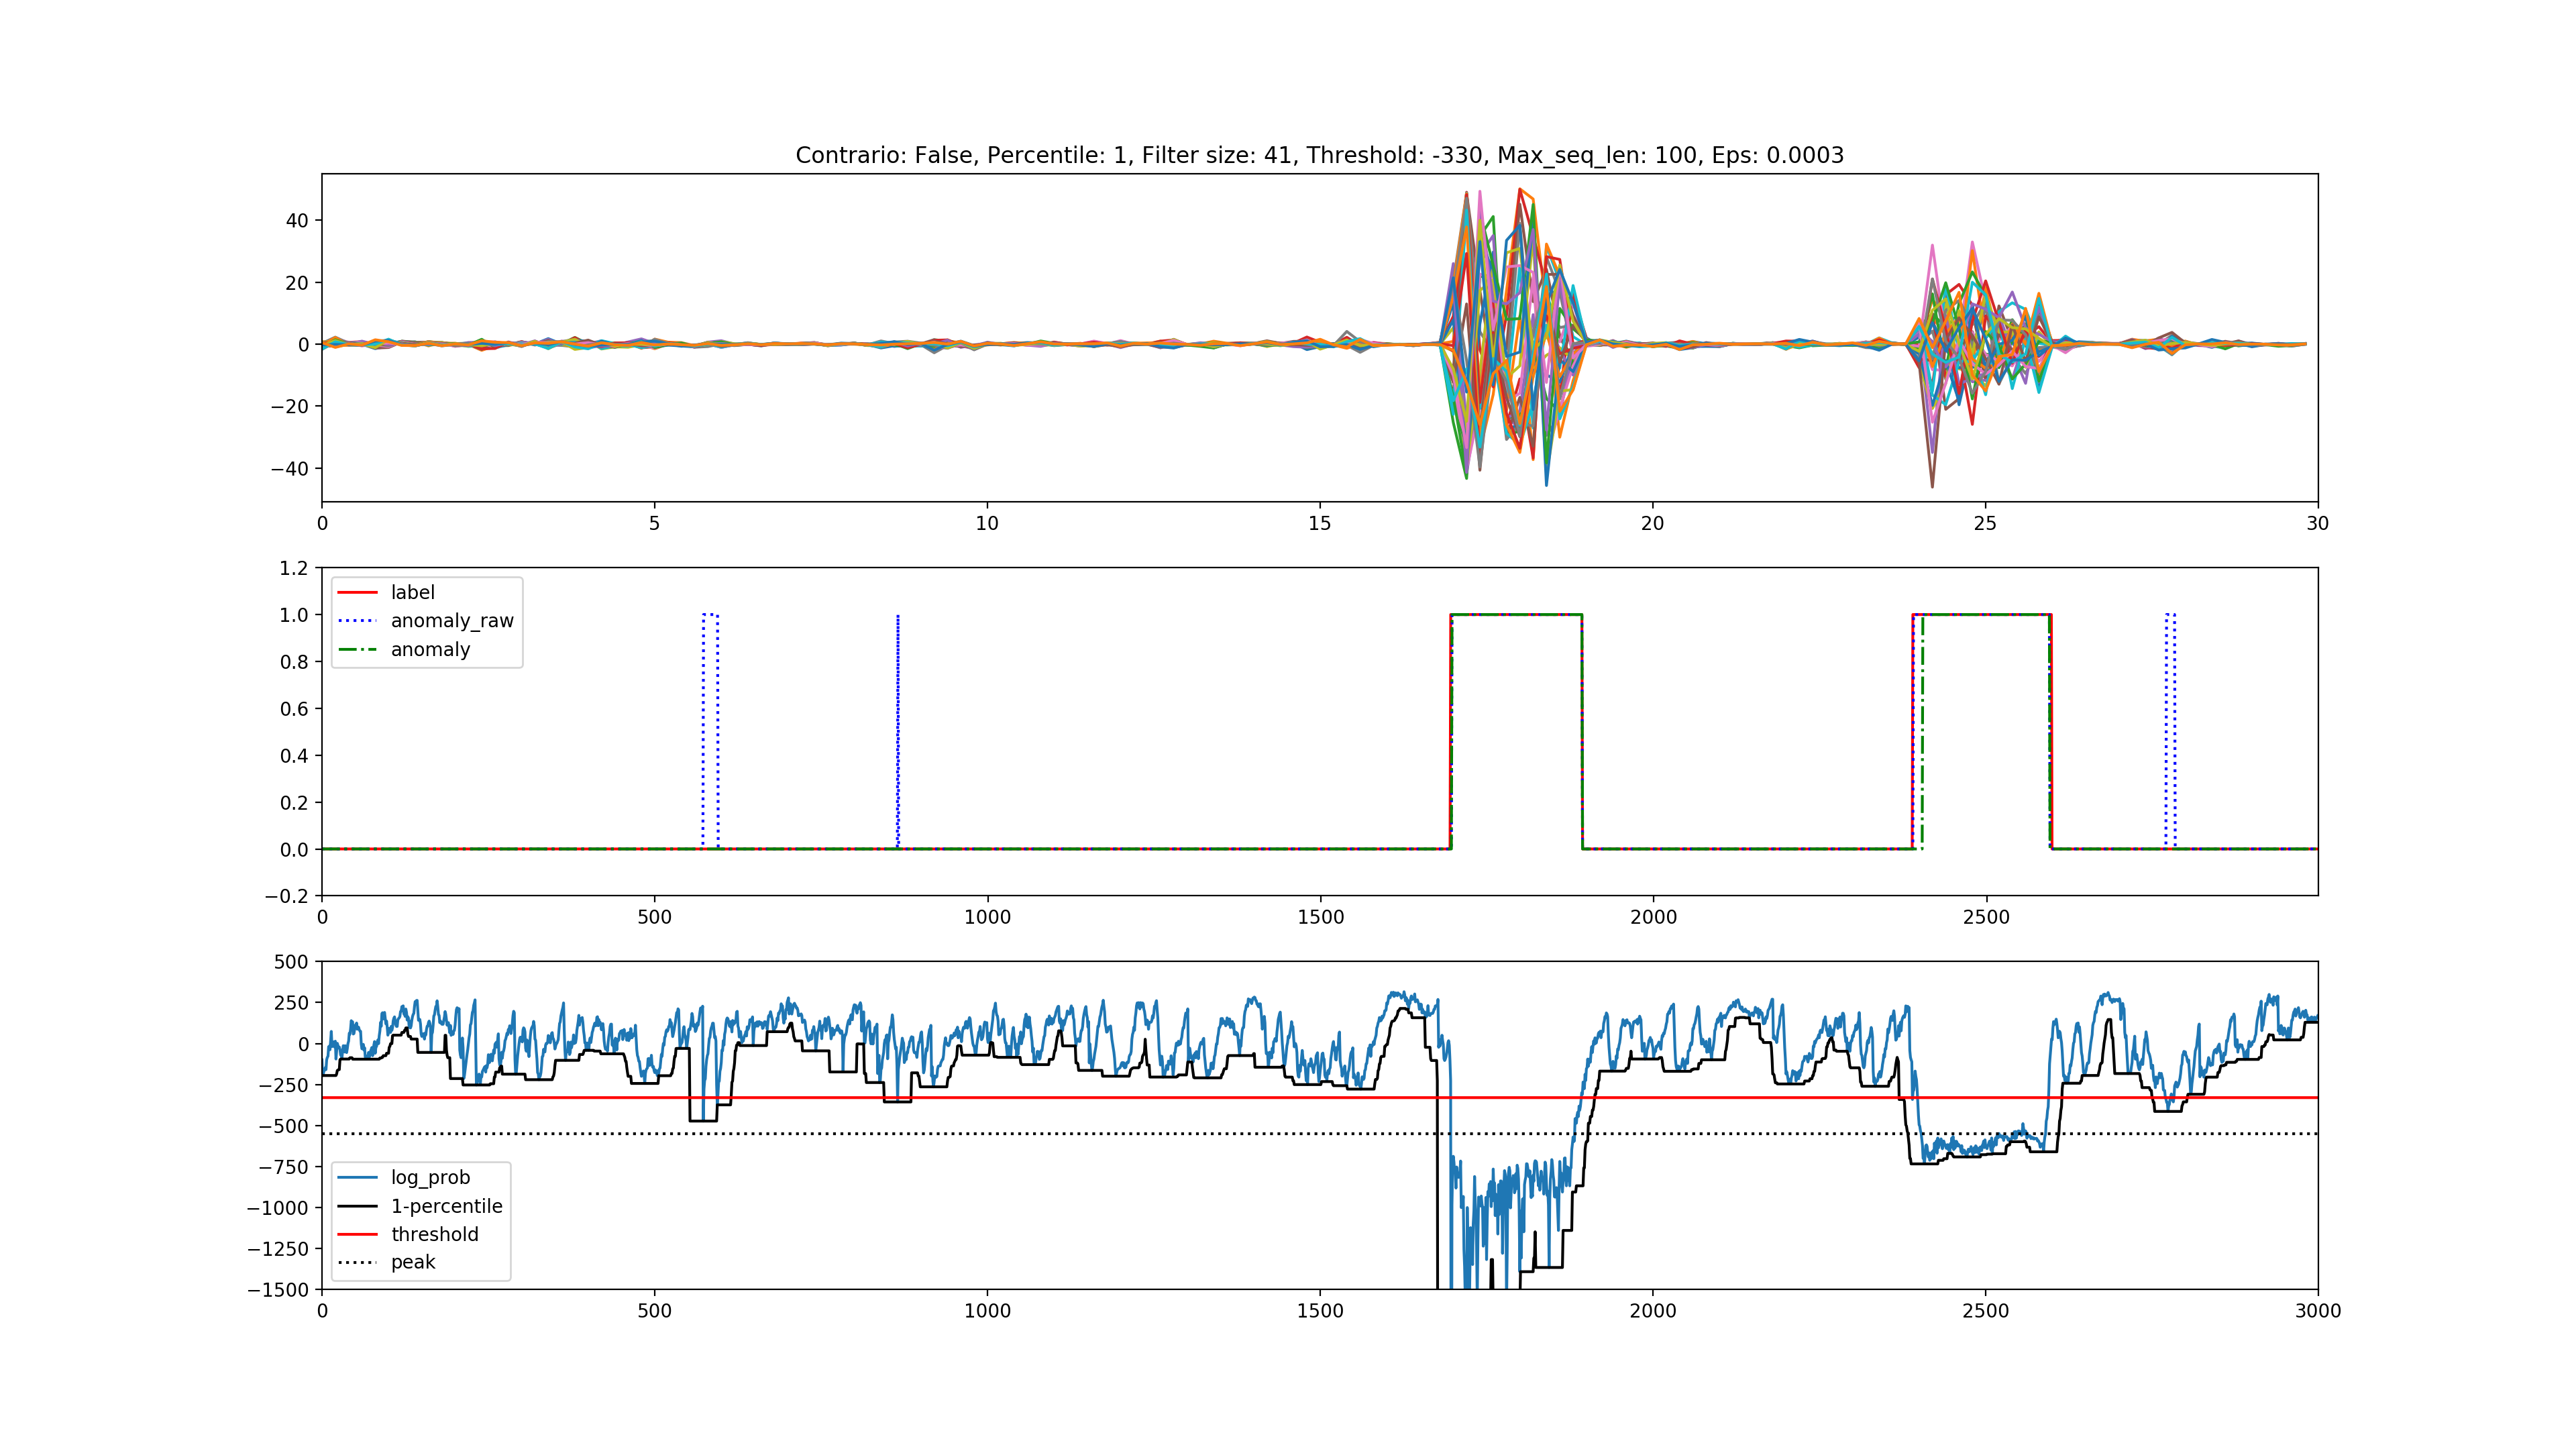 Contrario: False, Percentile: 1, Filter size: 41, Threshold: -330, Max_seq_len: 100, Eps: 0.0003
40
20
0
−20
−40
0 5 10 15 20 25 30
1.2
1.0
0.8
0.6
0.4
0.2
0.0
−0.2
label
anomaly_raw
anomaly
0 500 1000 1500 2000 2500
500
250
0
−250
−500
−750
−1000
−1250
−1500
log_prob
1-percentile
threshold
peak
0 500 1000 1500 2000 2500 3000